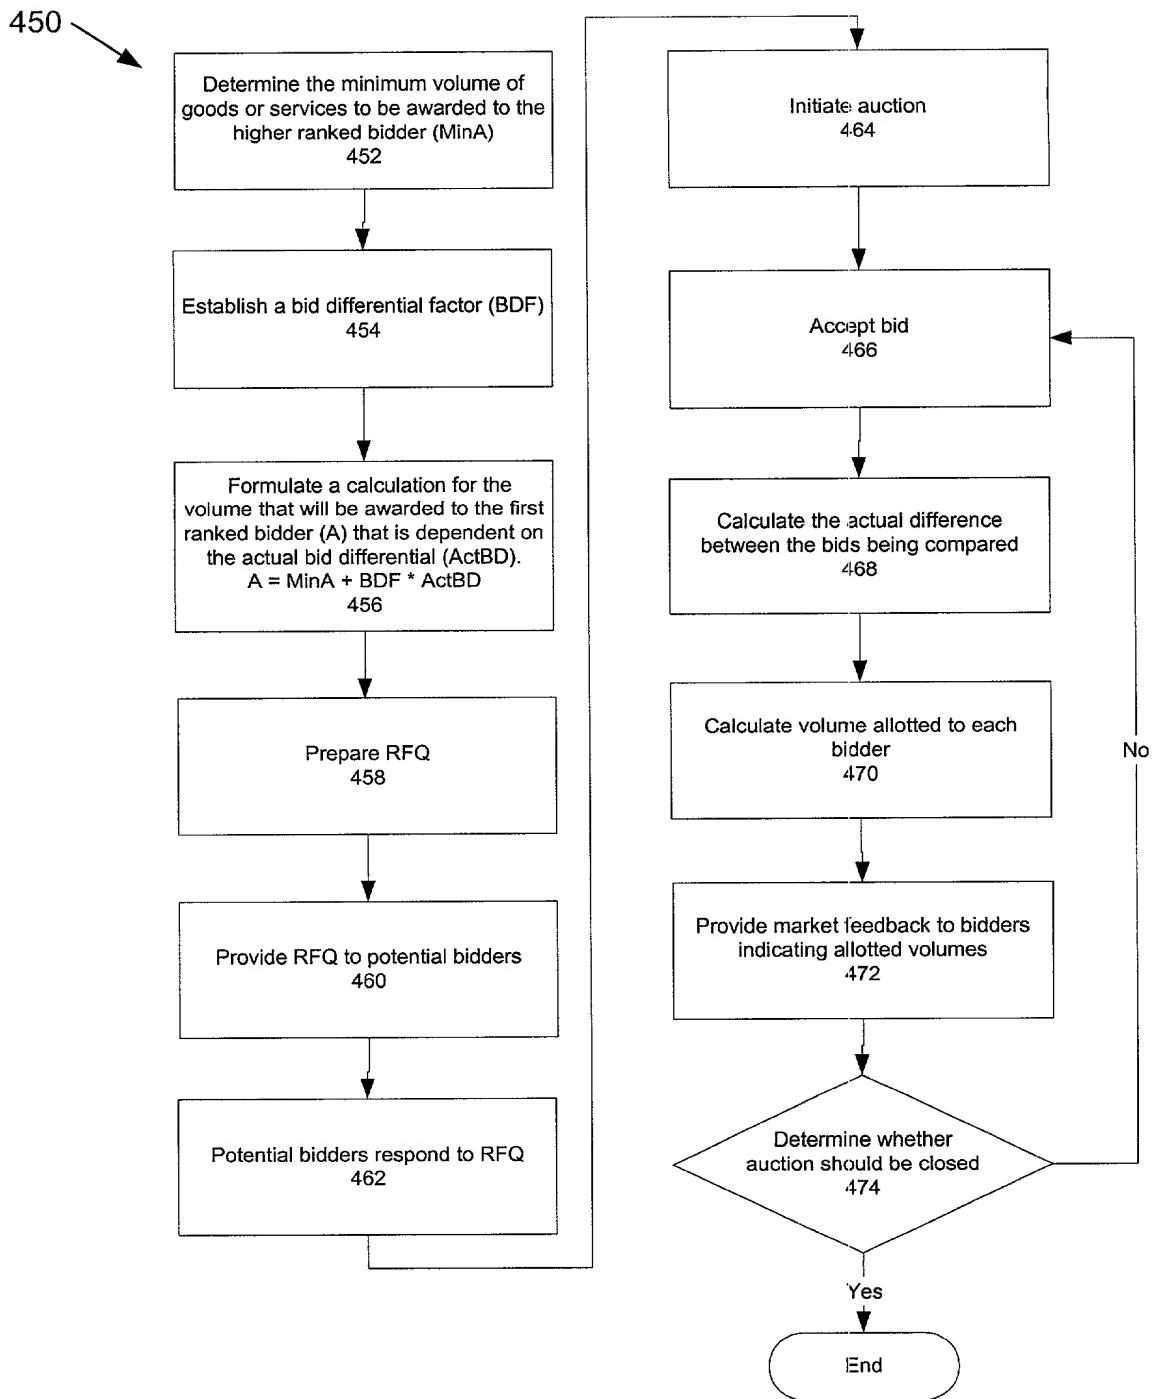 450
Determine the minimum volume of
goods or services to be awarded to the
higher ranked bidder (MinA)
452
Establish a bid differential factor (BDF)
454
Formulate a calculation for the
volume that will be awarded to the first
ranked bidder (A) that is dependent on
the actual bid differential (ActBD).
A = MinA + BDF * ActBD
456
Prepare RFQ
458
Provide RFQ to potential bidders
460
Potential bidders respond to RFQ
462
Initiate auction
464
Accept bid
466
Calculate the actual difference
between the bids being compared
468
Calculate volume allotted to each
bidder
470
Provide market feedback to bidders
indicating allotted volumes
472
Determine whether
auction should be closed
474
No
Yes
End